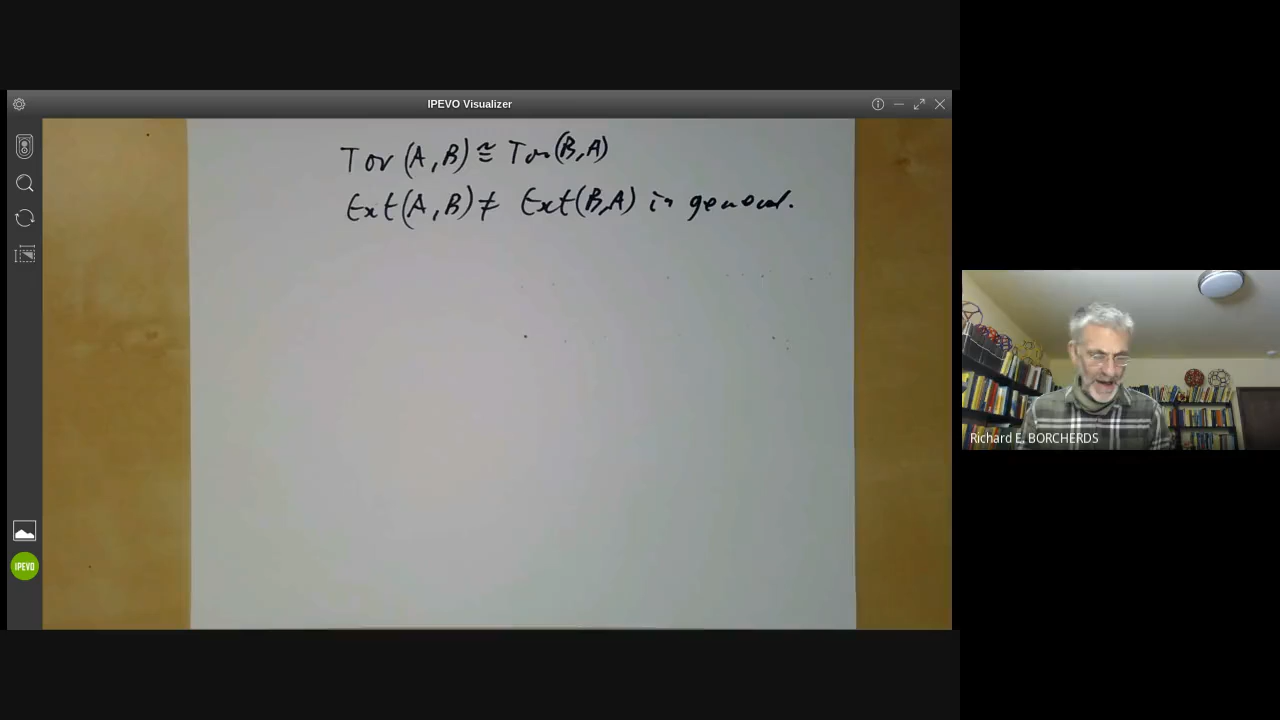 IPEVO Visualizer
Tor (A, B) ≅ Tor (B, A)
Ext (A, B) ≠ Ext (B, A) in general.
IPEVO
Richard E. BORCHERDS